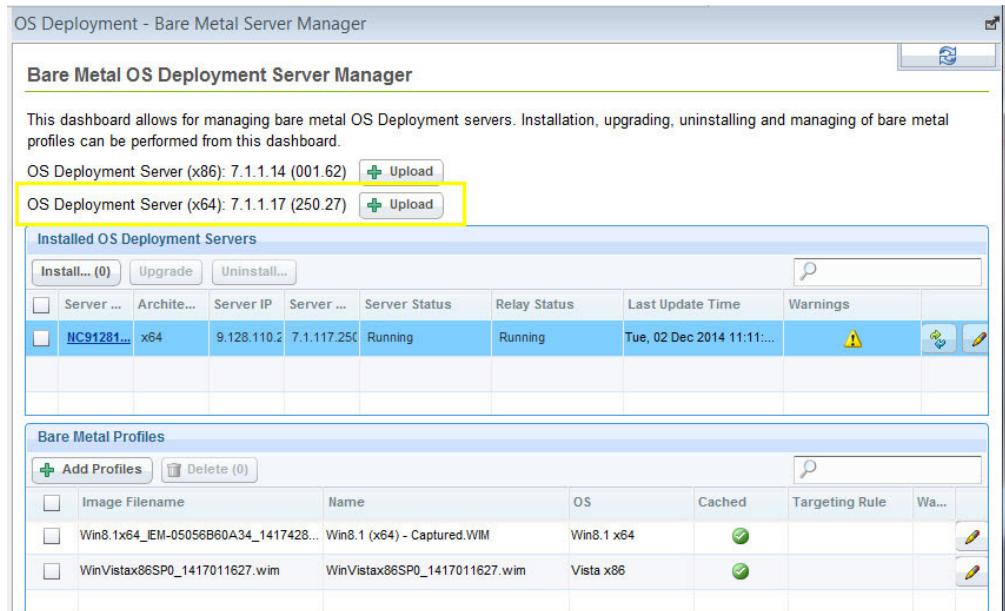 OS Deployment - Bare Metal Server Manager
Bare Metal OS Deployment Server Manager
This dashboard allows for managing bare metal OS Deployment servers. Installation, upgrading, uninstalling and managing of bare metal
profiles can be performed from this dashboard.
OS Deployment Server (x86): 7.1.1.14 (001.62) Upload
OS Deployment Server (x64): 7.1.1.17 (250.27) Upload
Installed OS Deployment Servers
Install... (0) Upgrade Uninstall...
Server ... Archite... Server IP Server ... Server Status Relay Status Last Update Time Warnings
NC91281... x64 9.128.110.2 7.1.117.250 Running Running Tue, 02 Dec 2014 11:11:...
Bare Metal Profiles
Add Profiles Delete (0)
Image Filename Name OS Cached Targeting Rule Wa...
Win8.1x64_IEM-05056B60A34_1417428... Win8.1 (x64) - Captured.WIM Win8.1 x64
WinVistax86SP0_1417011627.wim WinVistax86SP0_1417011627.wim Vista x86